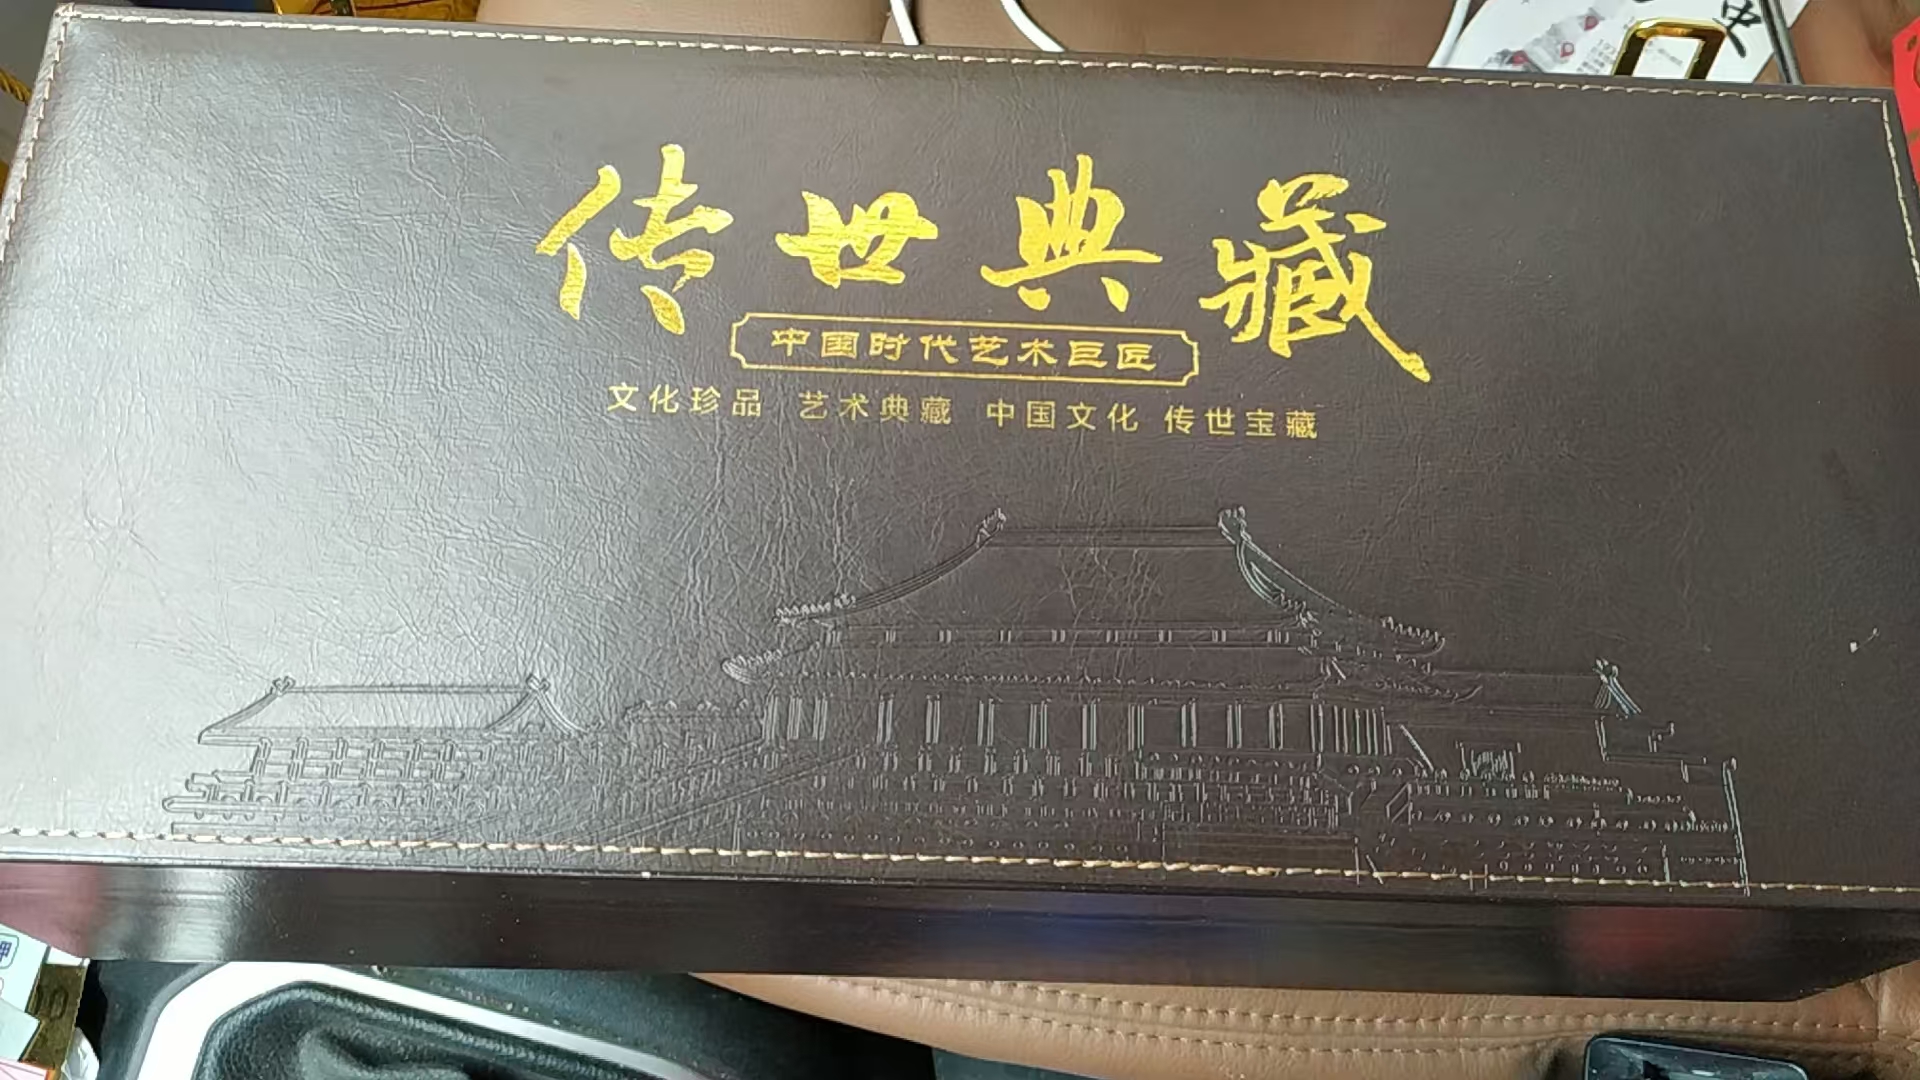 中
传世典藏
中国时代艺术巨匠
文化珍品 艺术典藏 中国文化 传世宝藏